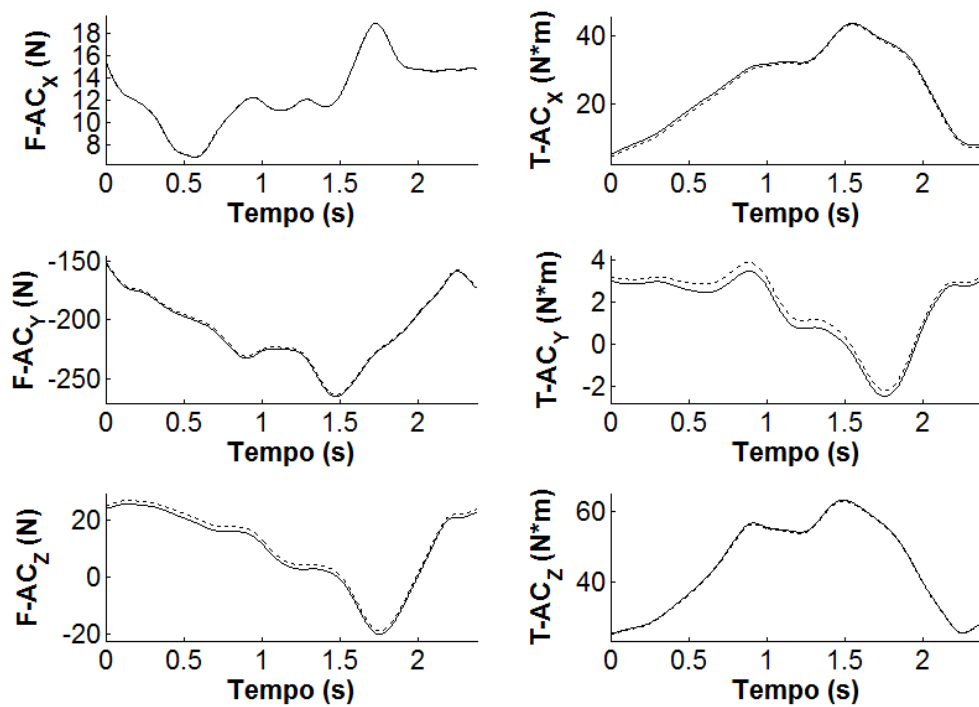 F-AC_X (N)
18
16
14
12
10
8
0 0.5 1 1.5 2
Tempo (s)
T-AC_X (N*m)
40
20
0 0.5 1 1.5 2
Tempo (s)
F-AC_Y (N)
-150
-200
-250
0 0.5 1 1.5 2
Tempo (s)
T-AC_Y (N*m)
4
2
0
-2
0 0.5 1 1.5 2
Tempo (s)
F-AC_Z (N)
20
0
-20
0 0.5 1 1.5 2
Tempo (s)
T-AC_Z (N*m)
60
40
0 0.5 1 1.5 2
Tempo (s)